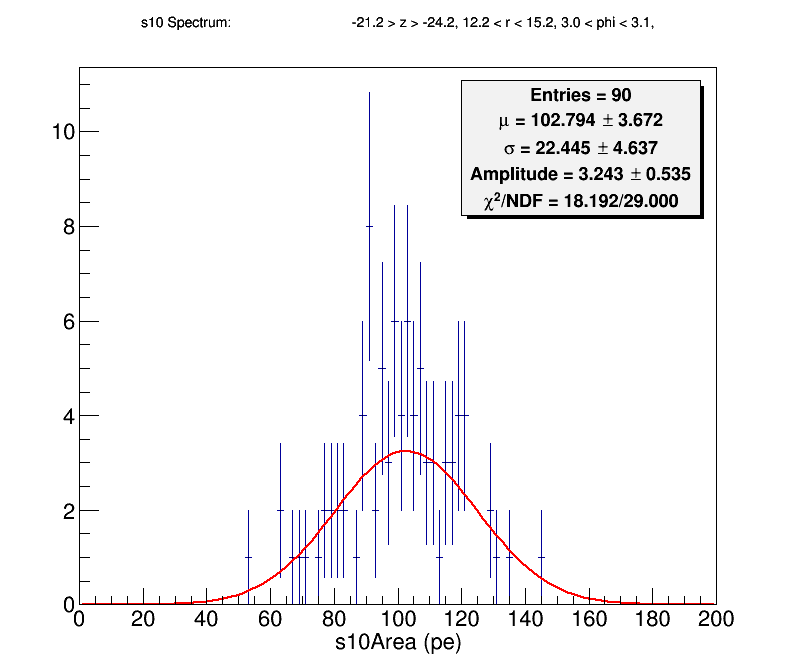 s10 Spectrum: -21.2 > z > -24.2, 12.2 < r < 15.2, 3.0 < phi < 3.1,
Entries = 90
μ = 102.794 ± 3.672
σ = 22.445 ± 4.637
Amplitude = 3.243 ± 0.535
χ²/NDF = 18.192/29.000
10
8
6
4
2
0
0 20 40 60 80 100 120 140 160 180 200
s10Area (pe)